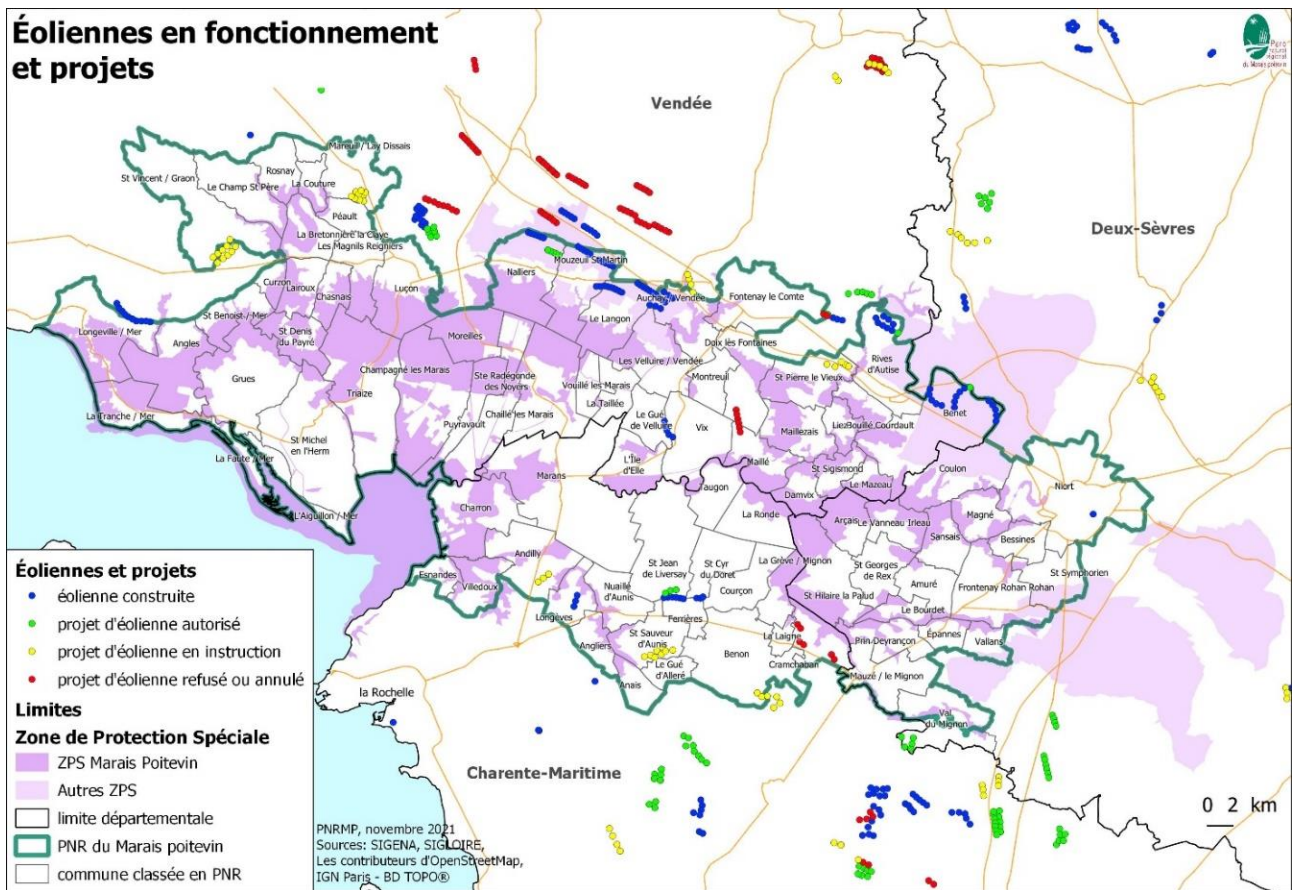 Éoliennes en fonctionnement
et projets
Parc
naturel
régional
du Marais poitevin
Vendée
Deux-Sèvres
Charente-Maritime
Mareuil / Lay Dissais
St Vincent / Graon
Rosnay
Le Champ St Père
La Couture
Péault
La Bretonnière la Claye
Les Magnils Reigniers
Curzon
Lairoux
Chasnais
Luçon
Nalliers
Mouzeuil St Martin
Auchay / Vendée
Fontenay le Comte
Longeville / Mer
Angles
St Benoist / Mer
St Denis
du Payré
Moreilles
Le Langon
Doix lès Fontaines
Rives
d'Autise
Grues
Champagné les Marais
Triaize
Ste Radégonde
des Noyers
Vouillé les Marais
Les Velluire / Vendée
Montreuil
St Pierre le Vieux
Benet
La Tranche / Mer
La Taillée
Puyravault
Chaillé les Marais
Le Gué
de Velluire
Vix
Maillezais
Liez
Bouillé Courdault
St Michel
en l'Herm
La Faute / Mer
L'Île
d'Elle
Maillé
St Sigismond
Le Mazeau
Coulon
Niort
L'Aiguillon / Mer
Marans
Charron
Taugon
Damvix
La Ronde
Arçais
Le Vanneau Irleau
Magné
Sansais
Bessines
Andilly
Esnandes
Villedoux
Nuaillé
d'Aunis
St Jean
de Liversay
St Cyr
du Doret
La Grève / Mignon
St Georges
de Rex
Amuré
St Symphorien
Frontenay Rohan Rohan
Courçon
St Hilaire la Palud
Le Bourdet
Longèves
Ferrières
Angliers
St Sauveur
d'Aunis
La Laigne
Prin-Deyrançon
Épannes
Vallans
Benon
Cramchaban
Le Gué
d'Alleré
Anais
Mauzé / le Mignon
Val
du Mignon
la Rochelle
Éoliennes et projets
éolienne construite
projet d'éolienne autorisé
projet d'éolienne en instruction
projet d'éolienne refusé ou annulé
Limites
Zone de Protection Spéciale
ZPS Marais Poitevin
Autres ZPS
limite départementale
PNR du Marais poitevin
commune classée en PNR
PNRMP, novembre 2021
Sources: SIGENA, SIGLOIRE,
Les contributeurs d'OpenStreetMap,
IGN Paris - BD TOPO®
0 2 km